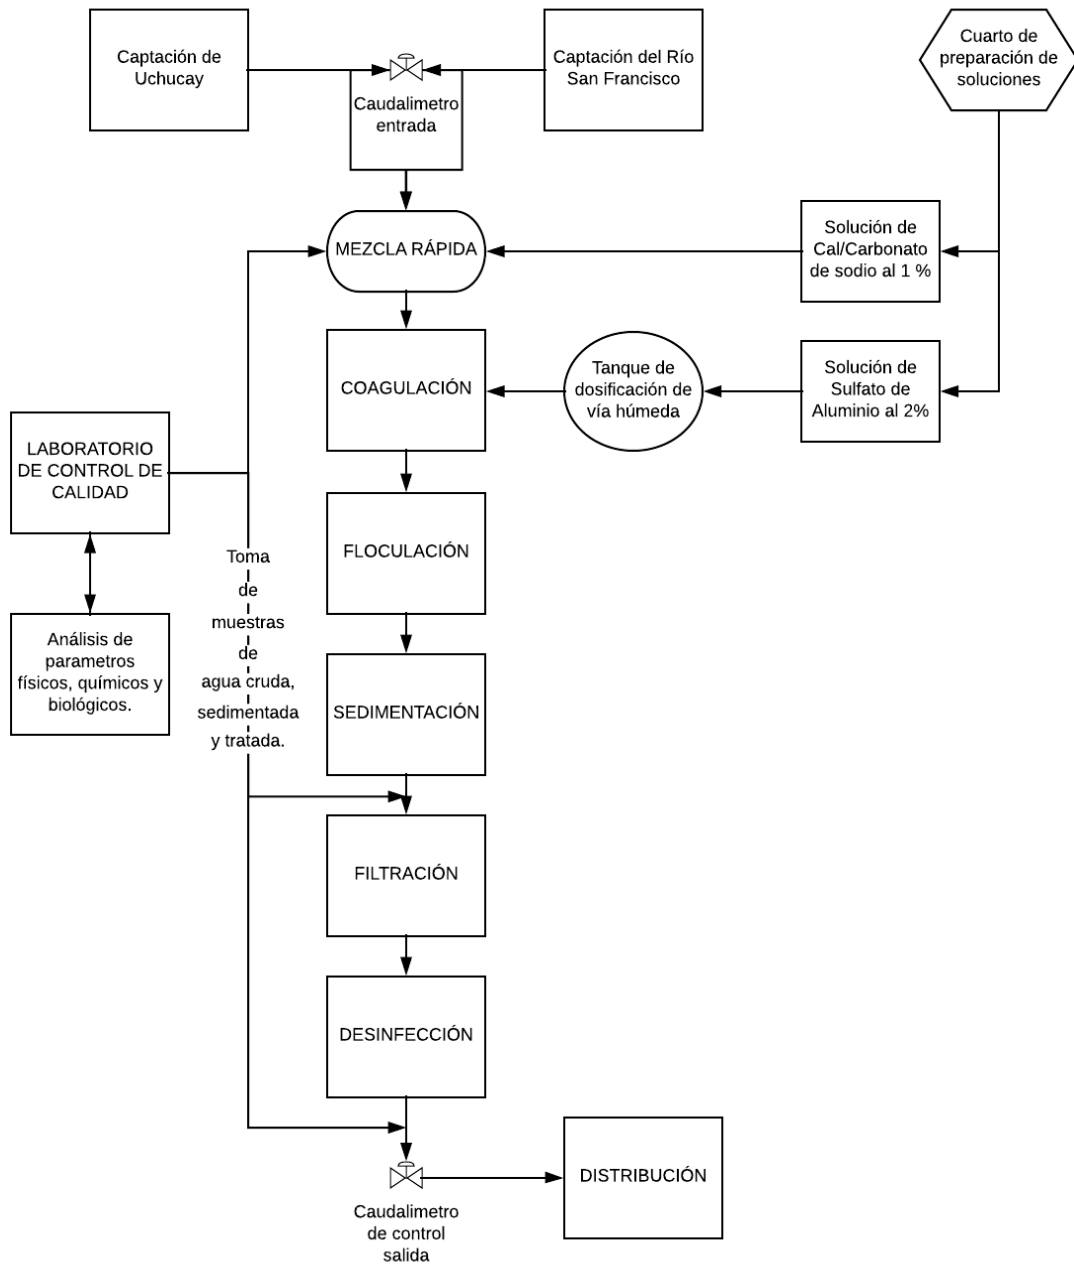 Captación de
Uchucay
Captación del Río
San Francisco
Cuarto de
preparación de
soluciones
Caudalimetro
entrada
MEZCLA RÁPIDA
Solución de
Cal/Carbonato
de sodio al 1 %
COAGULACIÓN
Tanque de
dosificación de
vía húmeda
Solución de
Sulfato de
Aluminio al 2%
LABORATORIO
DE CONTROL DE
CALIDAD
FLOCULACIÓN
Toma
de
muestras
de
agua cruda,
sedimentada
y tratada.
Análisis de
parametros
físicos, químicos y
biológicos.
SEDIMENTACIÓN
FILTRACIÓN
DESINFECCIÓN
DISTRIBUCIÓN
Caudalimetro
de control
salida